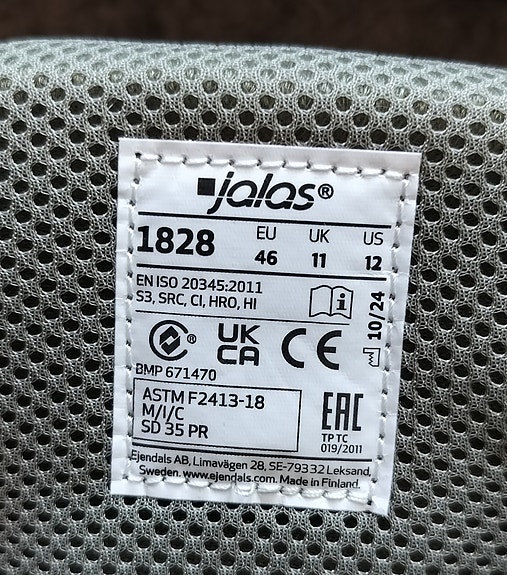 jalas®
1828 EU 46 UK 11 US 12
EN ISO 20345:2011
S3, SRC, CI, HRO, HI
i
10/24
® UK CA CE
BMP 671470
ASTM F2413-18
M/I/C
SD 35 PR
EAC
TP TC
019/2011
Ejendals AB, Limavägen 28, SE-79332 Leksand,
Sweden. www.ejendals.com. Made in Finland.